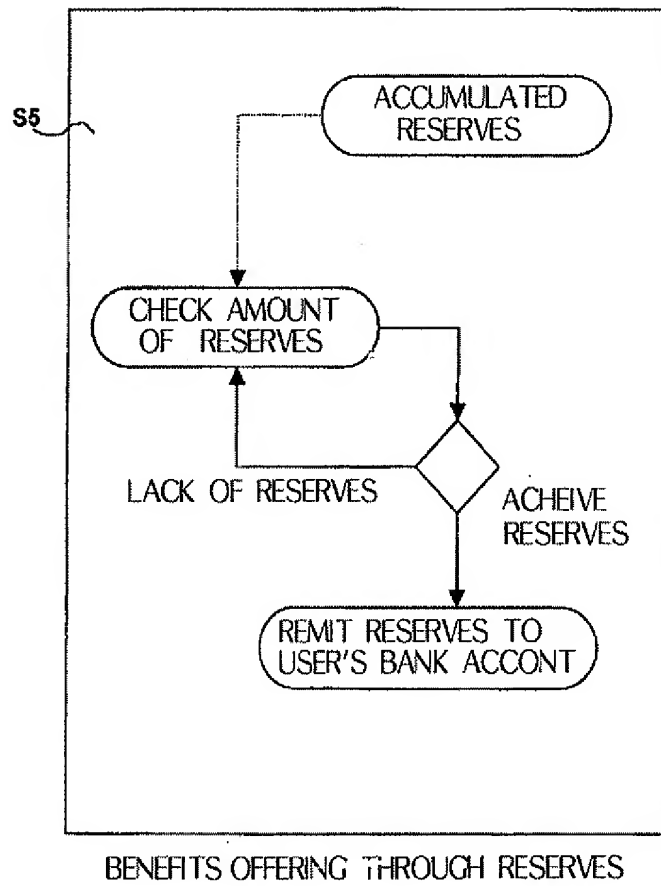 ACCUMULATED
RESERVES
S5
CHECK AMOUNT
OF RESERVES
LACK OF RESERVES
ACHEIVE
RESERVES
REMIT RESERVES TO
USER'S BANK ACCONT
BENEFITS OFFERING THROUGH RESERVES